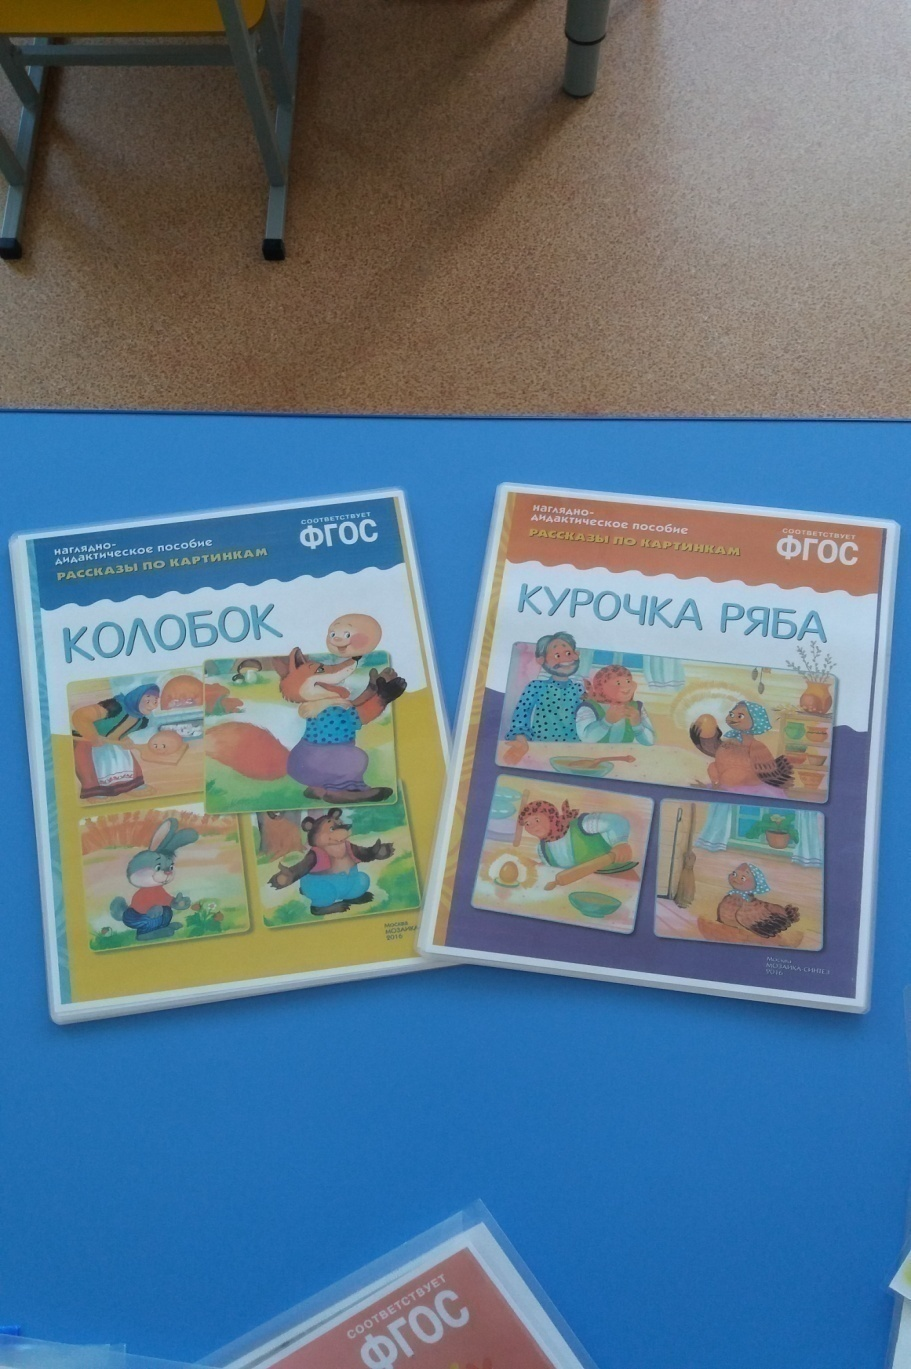 наглядно-
дидактическое пособие
РАССКАЗЫ ПО КАРТИНКАМ
СООТВЕТСТВУЕТ
ФГОС
КОЛОБОК
Москва
МОЗАИКА
2016
наглядно-
дидактическое пособие
РАССКАЗЫ ПО КАРТИНКАМ
СООТВЕТСТВУЕТ
ФГОС
КУРОЧКА РЯБА
Москва
МОЗАИКА-СИНТЕЗ
2016
СООТВЕТСТВУЕТ
ФГОС